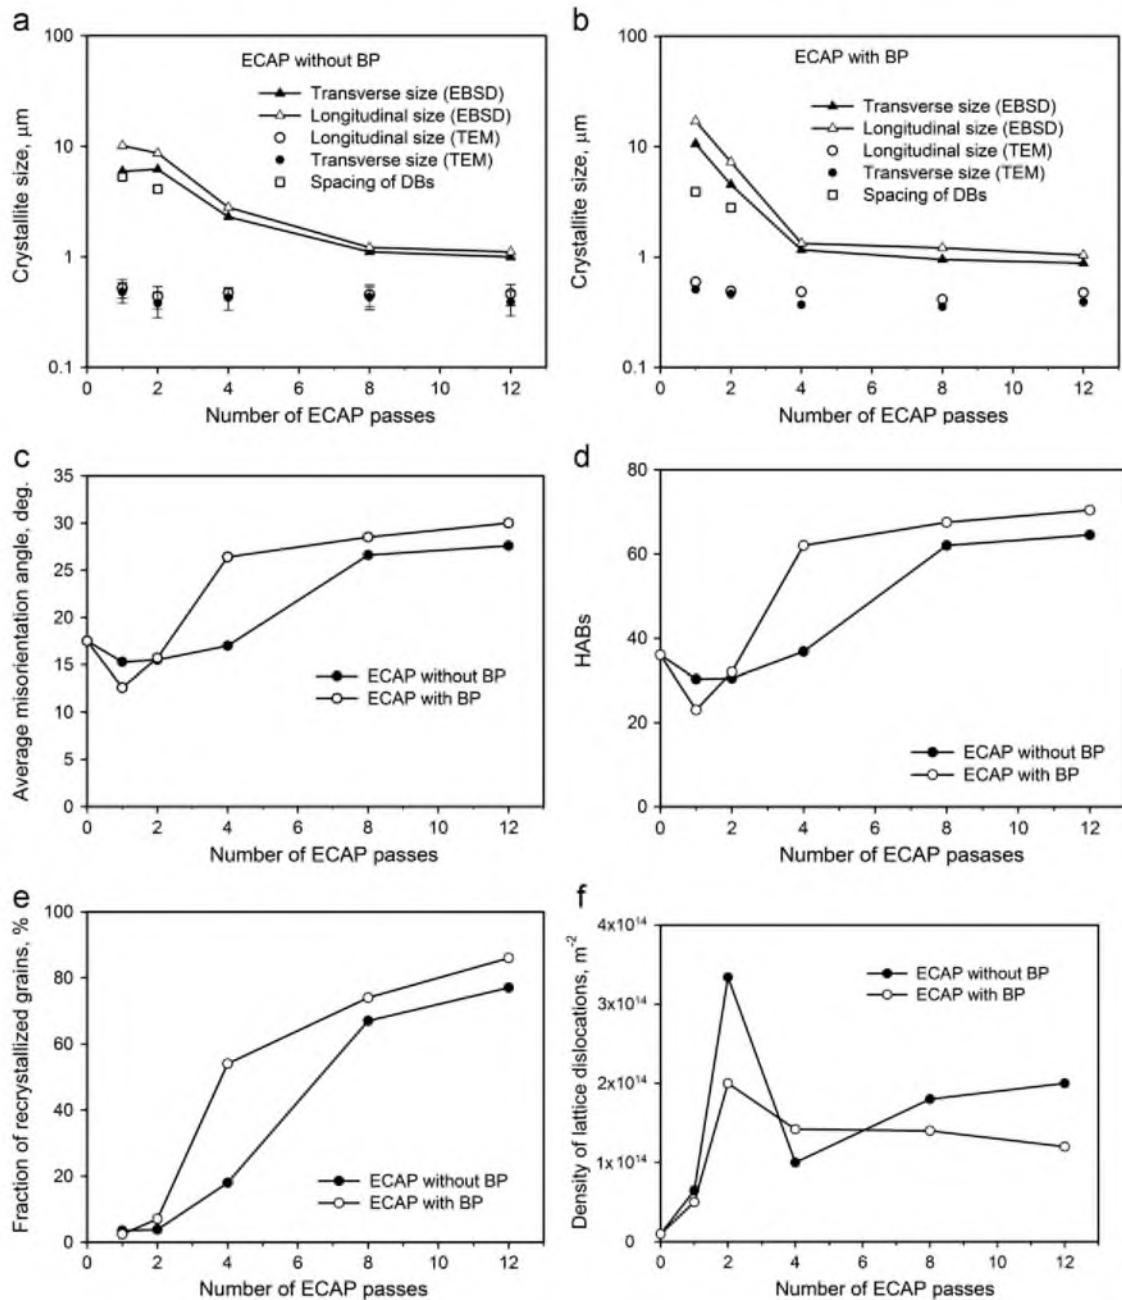 a
ECAP without BP
Transverse size (EBSD)
Longitudinal size (EBSD)
Longitudinal size (TEM)
Transverse size (TEM)
Spacing of DBs
Crystallite size, μm
100
10
1
0.1
0 2 4 6 8 10 12
Number of ECAP passes
b
ECAP with BP
Transverse size (EBSD)
Longitudinal size (EBSD)
Longitudinal size (TEM)
Transverse size (TEM)
Spacing of DBs
Crystallite size, μm
100
10
1
0.1
0 2 4 6 8 10 12
Number of ECAP passes
c
Average misorientation angle, deg.
35
30
25
20
15
10
5
0
ECAP without BP
ECAP with BP
0 2 4 6 8 10 12
Number of ECAP passes
d
HABs
80
60
40
20
0
ECAP without BP
ECAP with BP
0 2 4 6 8 10 12
Number of ECAP pasases
e
Fraction of recrystallized grains, %
100
80
60
40
20
0
ECAP without BP
ECAP with BP
0 2 4 6 8 10 12
Number of ECAP passes
f
Density of lattice dislocations, m⁻²
4x10¹⁴
3x10¹⁴
2x10¹⁴
1x10¹⁴
0
ECAP without BP
ECAP with BP
0 2 4 6 8 10 12
Number of ECAP passes